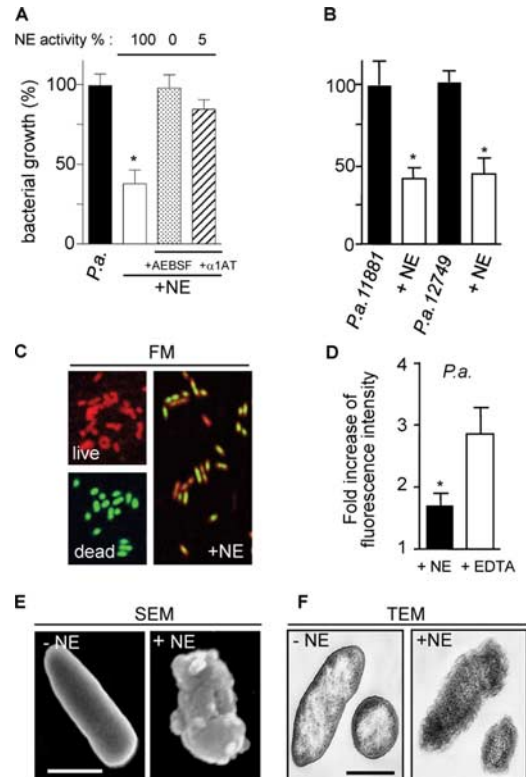 A
NE activity % : 100 0 5
bacterial growth (%)
100
50
0
*
P.a.
+AEBSF +α1AT
+NE
B
100
50
0
* *
P.a. 11881
+ NE
P.a. 12749
+ NE
C
FM
live
dead
+NE
D
P.a.
Fold increase of
fluorescence intensity
4
3
2
1
*
+ NE + EDTA
E
SEM
- NE + NE
F
TEM
- NE +NE